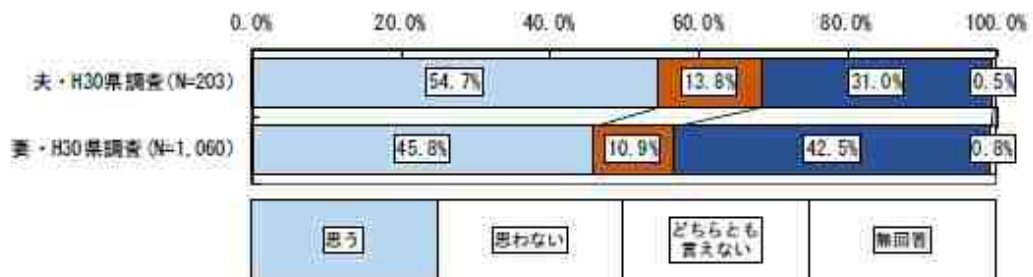 0.0% 20.0% 40.0% 60.0% 80.0% 100.0%
夫・H30県調査(N=203) 54.7% 13.8% 31.0% 0.5%
妻・H30県調査(N=1,060) 45.8% 10.9% 42.5% 0.8%
思う 思わない どちらとも 無回答
言えない